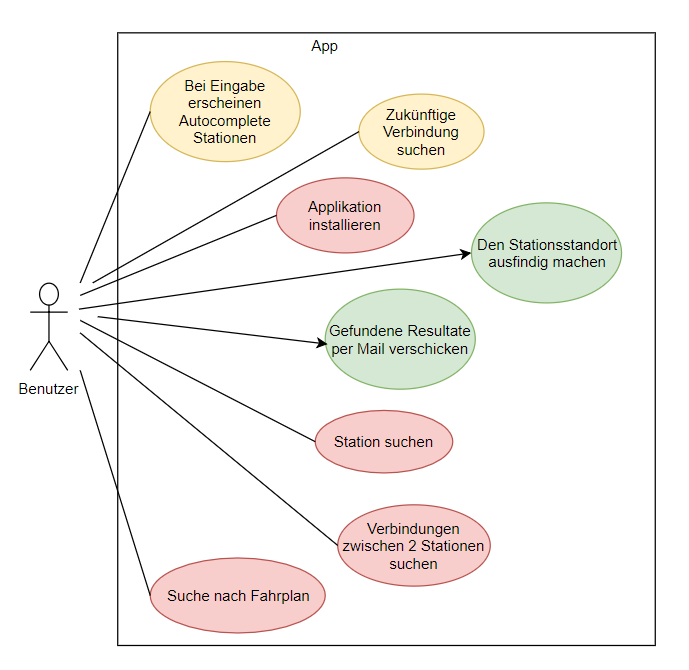 App
Bei Eingabe
erscheinen
Autocomplete
Stationen
Zukünftige
Verbindung
suchen
Applikation
installieren
Den Stationsstandort
ausfindig machen
Gefundene Resultate
per Mail verschicken
Benutzer
Station suchen
Verbindungen
zwischen 2 Stationen
suchen
Suche nach Fahrplan